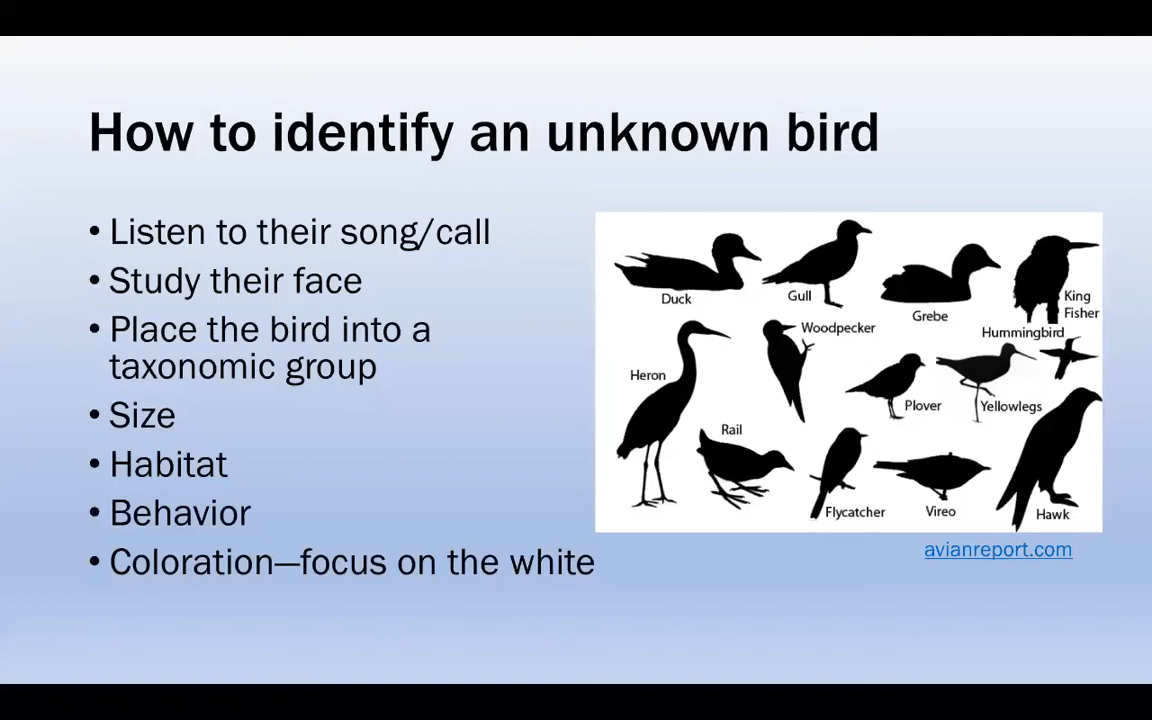 How to identify an unknown bird
• Listen to their song/call
• Study their face
• Place the bird into a
taxonomic group
• Size
• Habitat
• Behavior
• Coloration—focus on the white
Duck
Gull
Grebe
King
Fisher
Heron
Woodpecker
Hummingbird
Plover
Yellowlegs
Rail
Flycatcher
Vireo
Hawk
avianreport.com